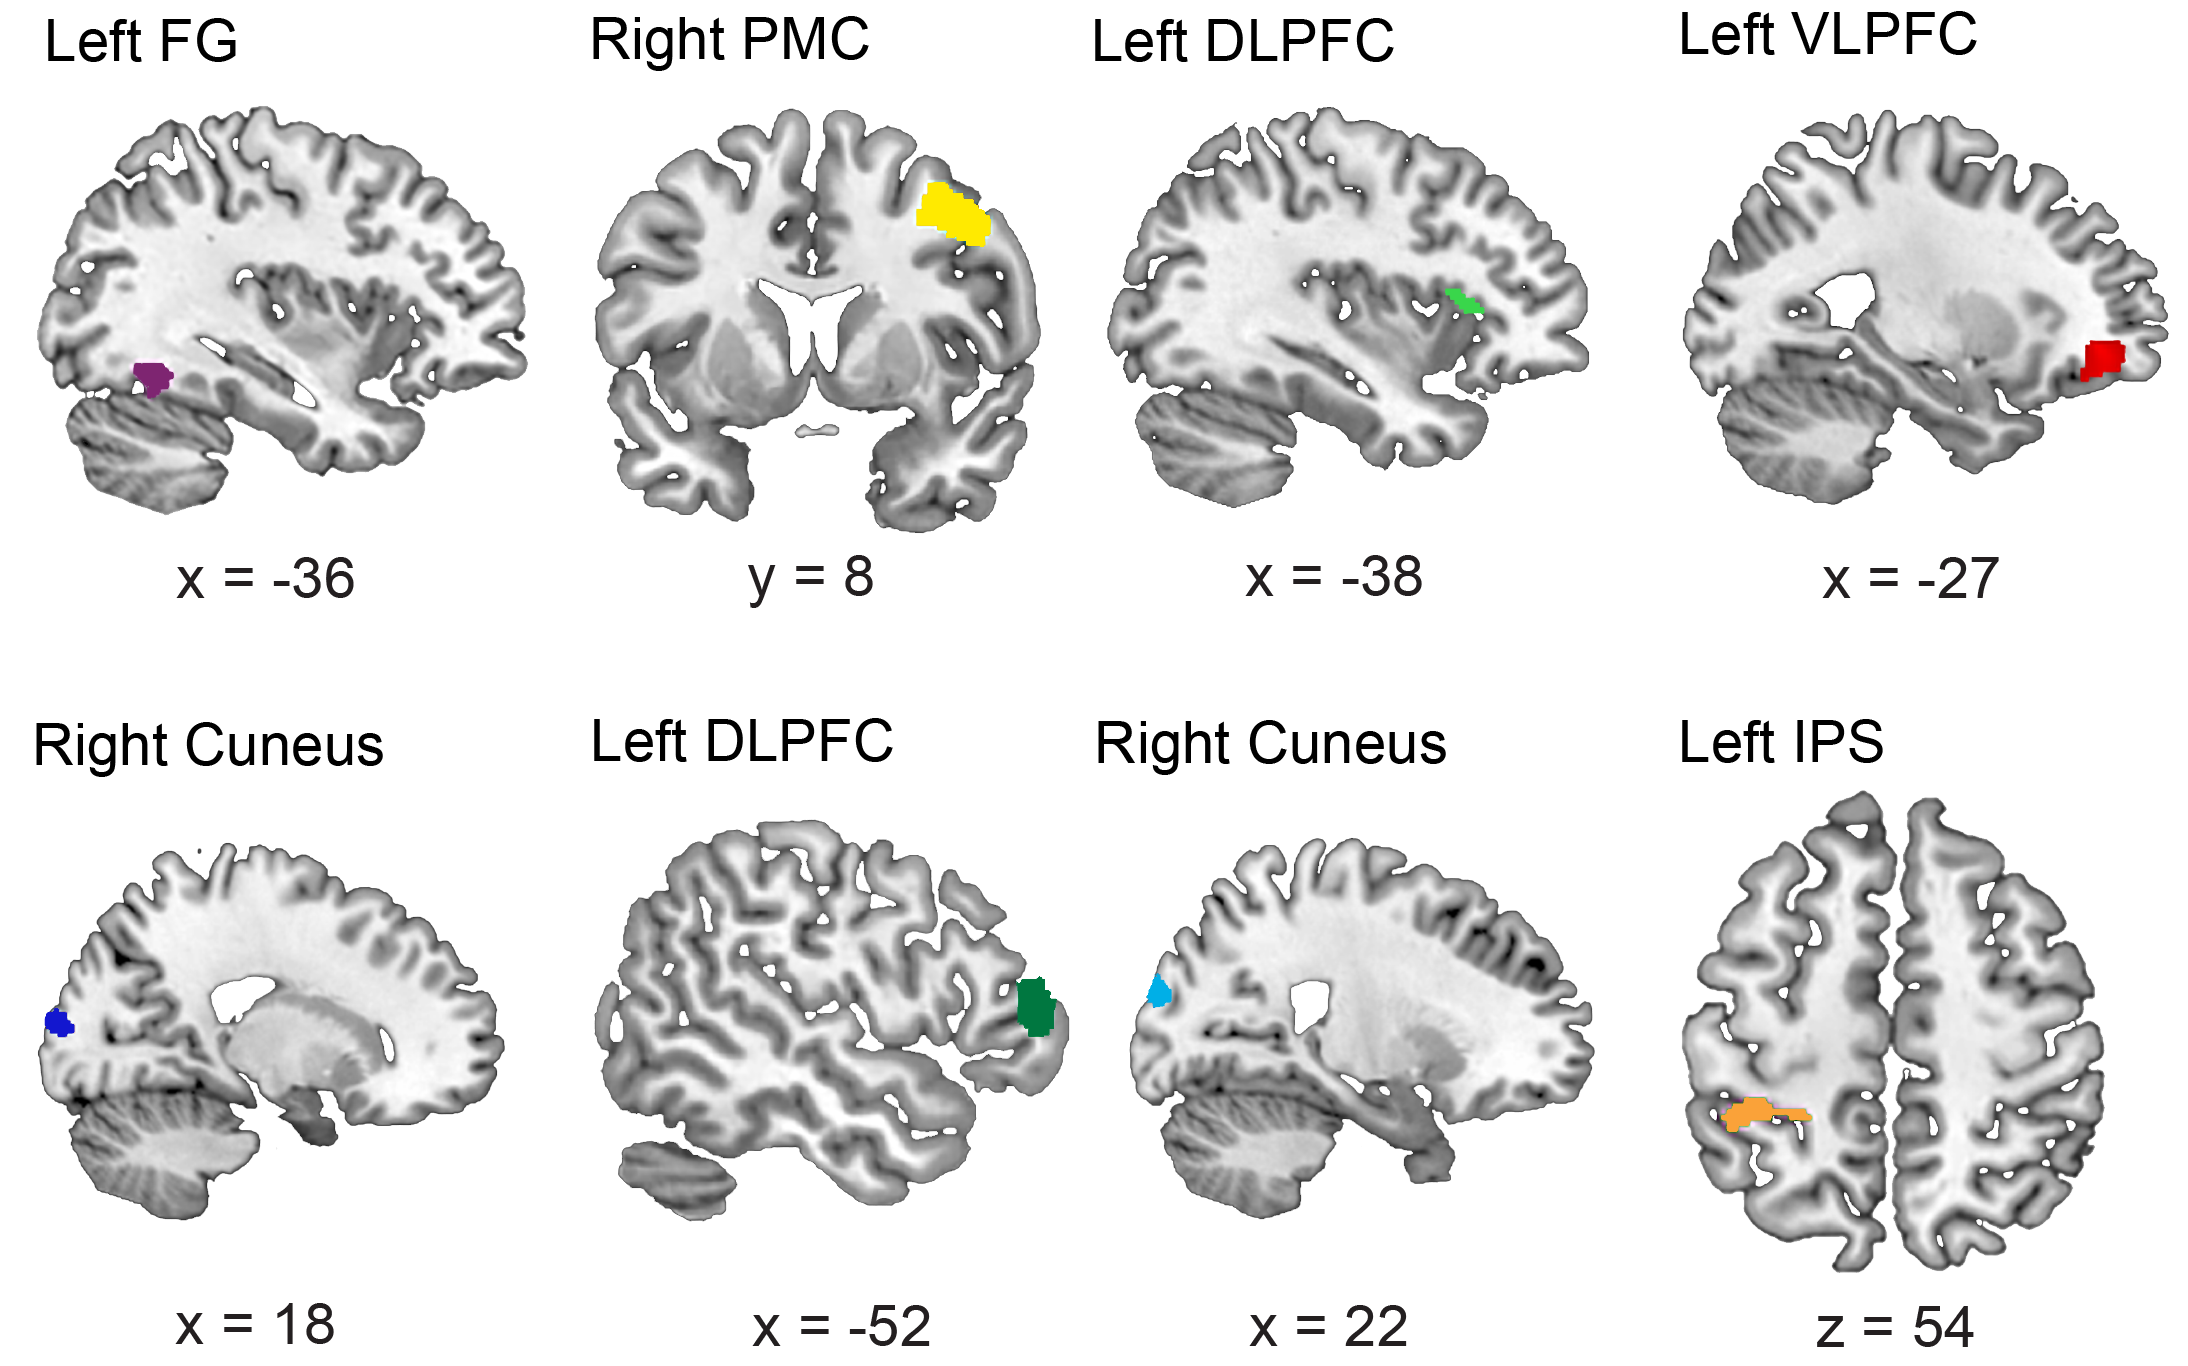 Left FG
Right PMC
Left DLPFC
Left VLPFC
x = -36
y = 8
x = -38
x = -27
Right Cuneus
Left DLPFC
Right Cuneus
Left IPS
x = 18
x = -52
x = 22
z = 54